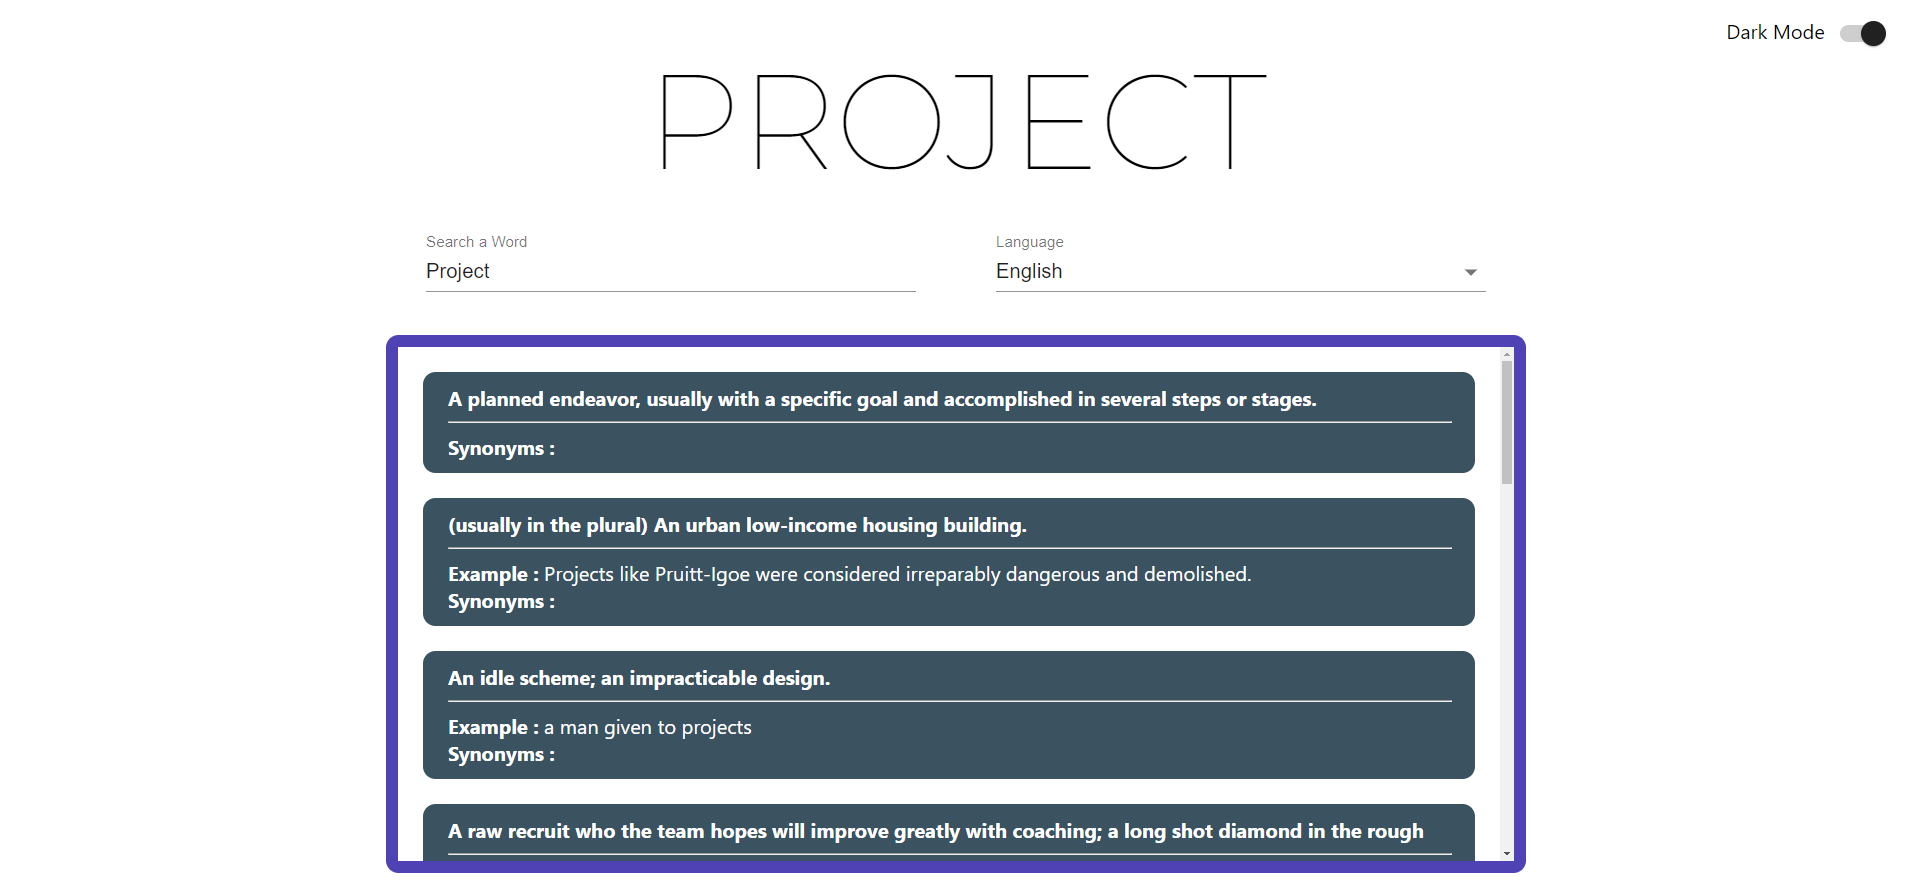 Dark Mode
PROJECT
Search a Word
Project
Language
English
A planned endeavor, usually with a specific goal and accomplished in several steps or stages.
Synonyms :
(usually in the plural) An urban low-income housing building.
Example : Projects like Pruitt-Igoe were considered irreparably dangerous and demolished.
Synonyms :
An idle scheme; an impracticable design.
Example : a man given to projects
Synonyms :
A raw recruit who the team hopes will improve greatly with coaching; a long shot diamond in the rough